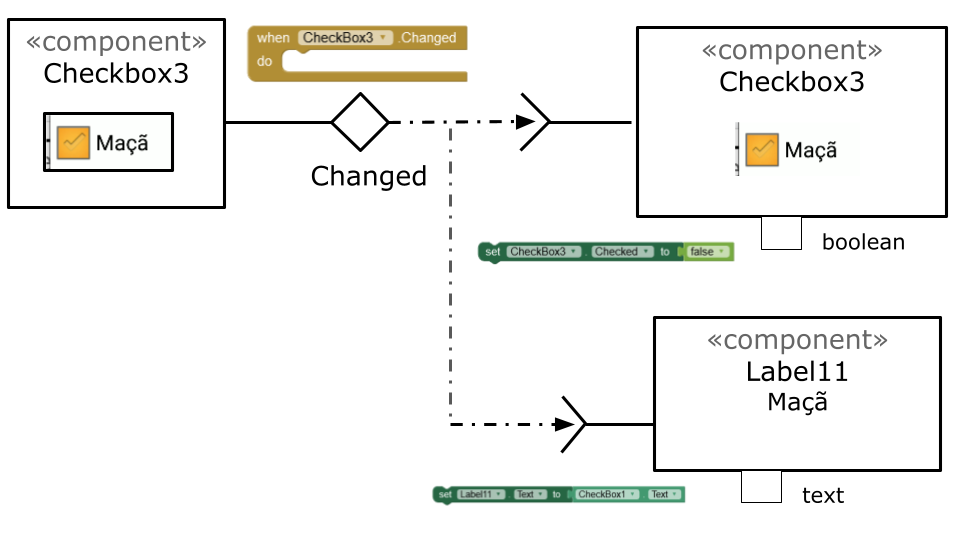 «component»
Checkbox3
Maçã
when CheckBox3 .Changed
do
Changed
«component»
Checkbox3
Maçã
boolean
set CheckBox3 . Checked to false
«component»
Label11
Maçã
text
set Label11 . Text to CheckBox1 . Text